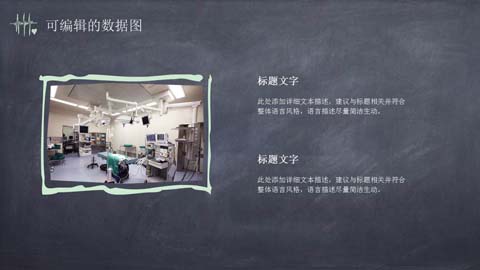 可编辑的数据图
标题文字
此处添加详细文本描述，建议与标题相关并符合
整体语言风格，语言描述尽量简洁生动。
标题文字
此处添加详细文本描述，建议与标题相关并符合
整体语言风格，语言描述尽量简洁生动。